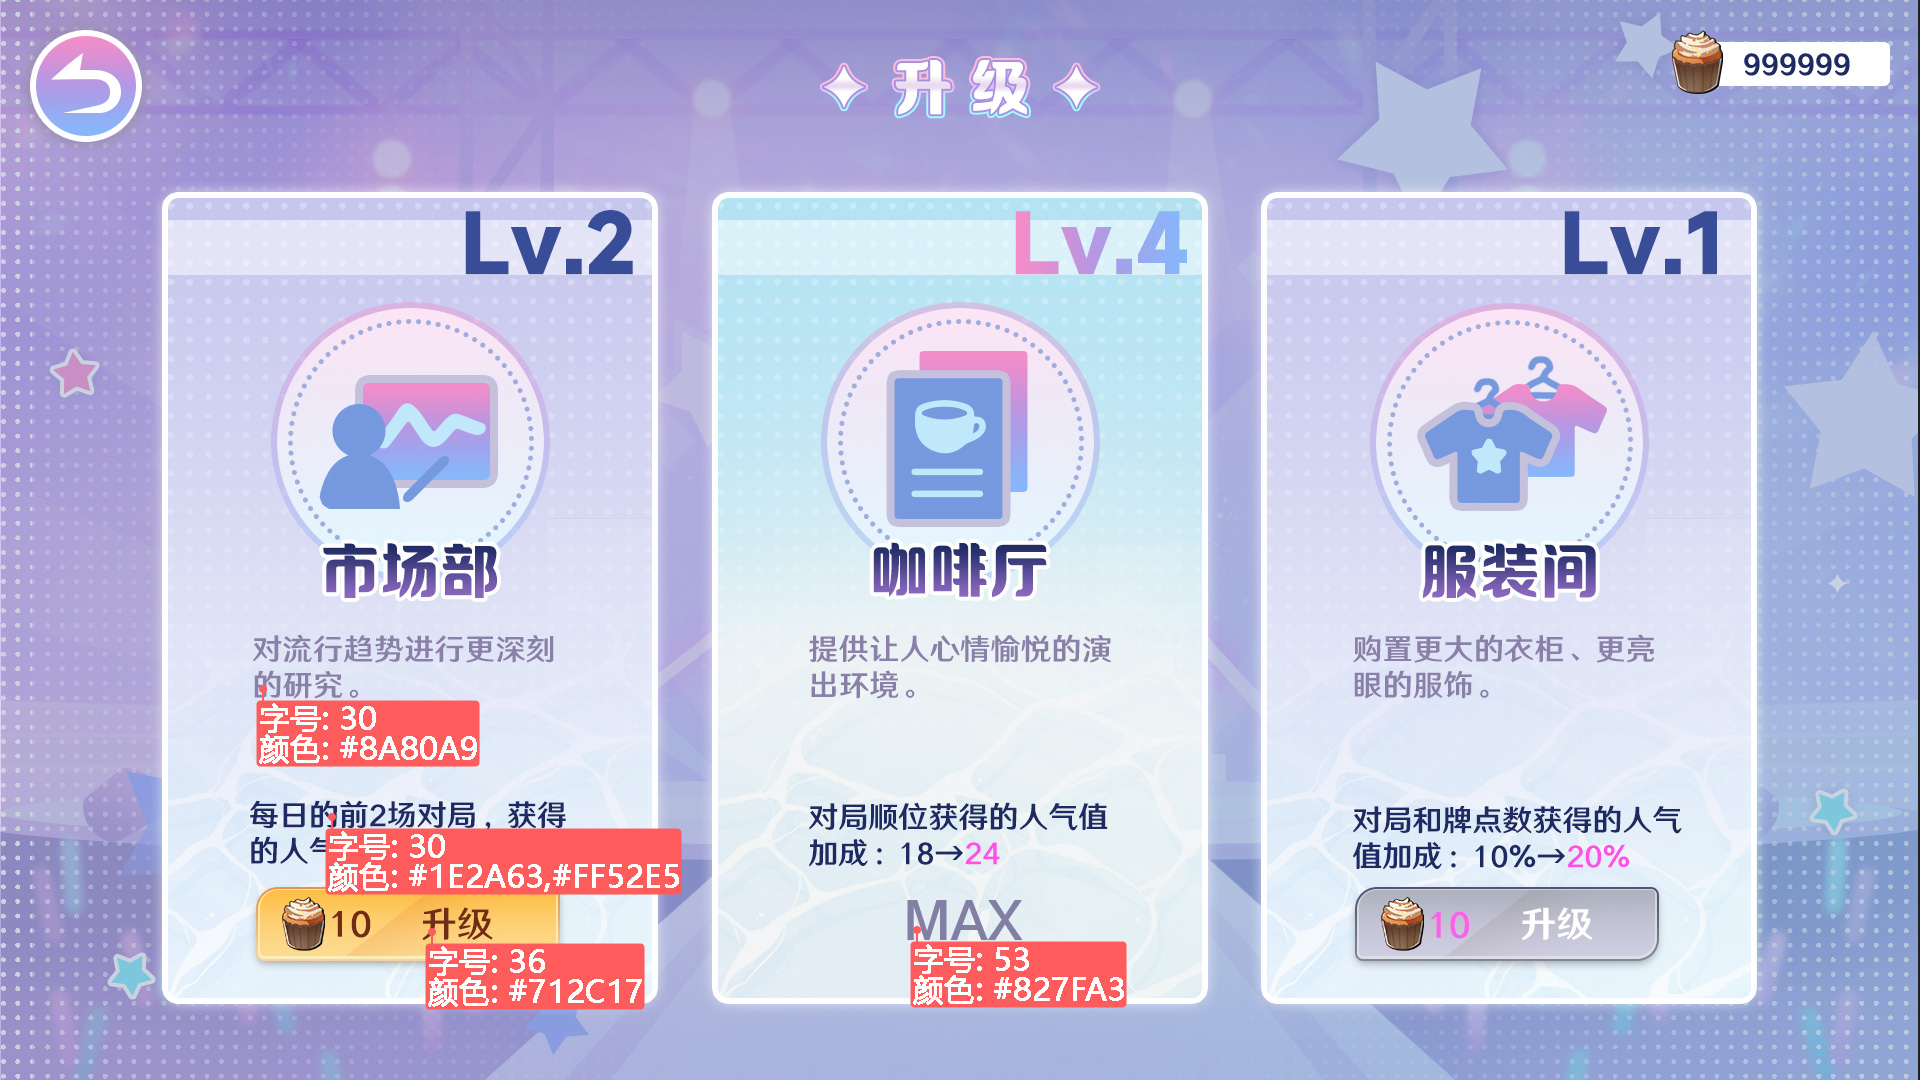 升级
999999
Lv.2
市场部
对流行趋势进行更深刻
的研究。
字号: 30
颜色: #8A80A9
每日的前2场对局，获得
的人气
字号: 30
颜色: #1E2A63,#FF52E5
10 升级
字号: 36
颜色: #712C17
Lv.4
咖啡厅
提供让人心情愉悦的演
出环境。
对局顺位获得的人气值
加成：18→24
MAX
字号: 53
颜色: #827FA3
Lv.1
服装间
购置更大的衣柜、更亮
眼的服饰。
对局和牌点数获得的人气
值加成：10%→20%
10 升级